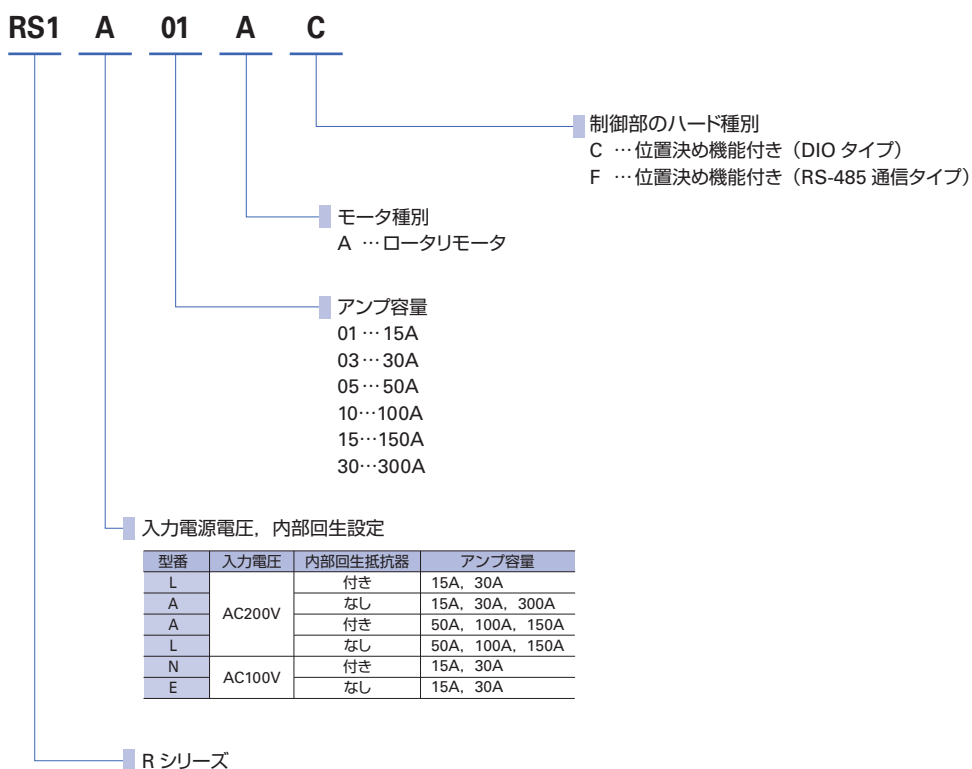 RS1 A 01 A C
制御部のハード種別
C …位置決め機能付き（DIO タイプ）
F …位置決め機能付き（RS-485 通信タイプ）
モータ種別
A …ロータリモータ
アンプ容量
01…15A
03…30A
05…50A
10…100A
15…150A
30…300A
入力電源電圧，内部回生設定
型番 入力電圧 内部回生抵抗器 アンプ容量
L AC200V 付き 15A，30A
A なし 15A，30A，300A
A 付き 50A，100A，150A
L なし 50A，100A，150A
N AC100V 付き 15A，30A
E なし 15A，30A
R シリーズ